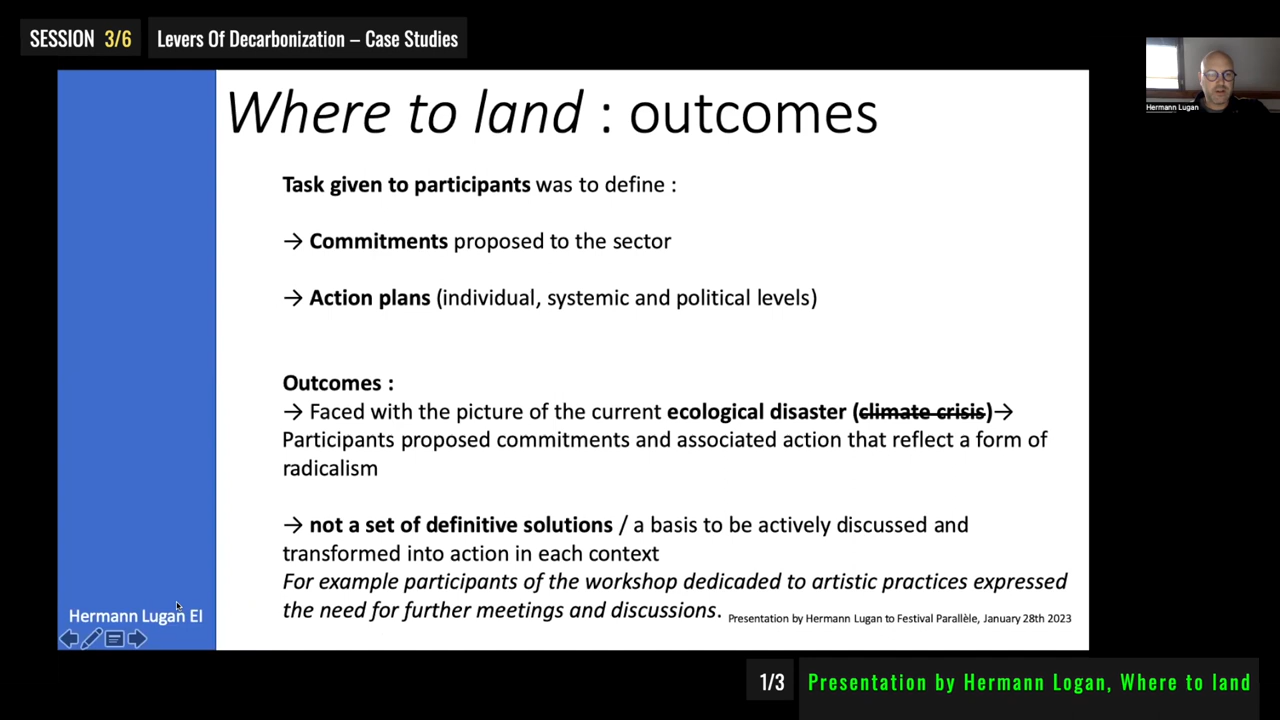 SESSION 3/6 Levers Of Decarbonization – Case Studies
Hermann Lugan
Where to land : outcomes
Task given to participants was to define :
→ Commitments proposed to the sector
→ Action plans (individual, systemic and political levels)
Outcomes :
→ Faced with the picture of the current ecological disaster (climate crisis)→
Participants proposed commitments and associated action that reflect a form of
radicalism
→ not a set of definitive solutions / a basis to be actively discussed and
transformed into action in each context
For example participants of the workshop dedicaded to artistic practices expressed
the need for further meetings and discussions.
Presentation by Hermann Lugan to Festival Parallèle, January 28th 2023
Hermann Lugan EI
1/3 Presentation by Hermann Logan, Where to land